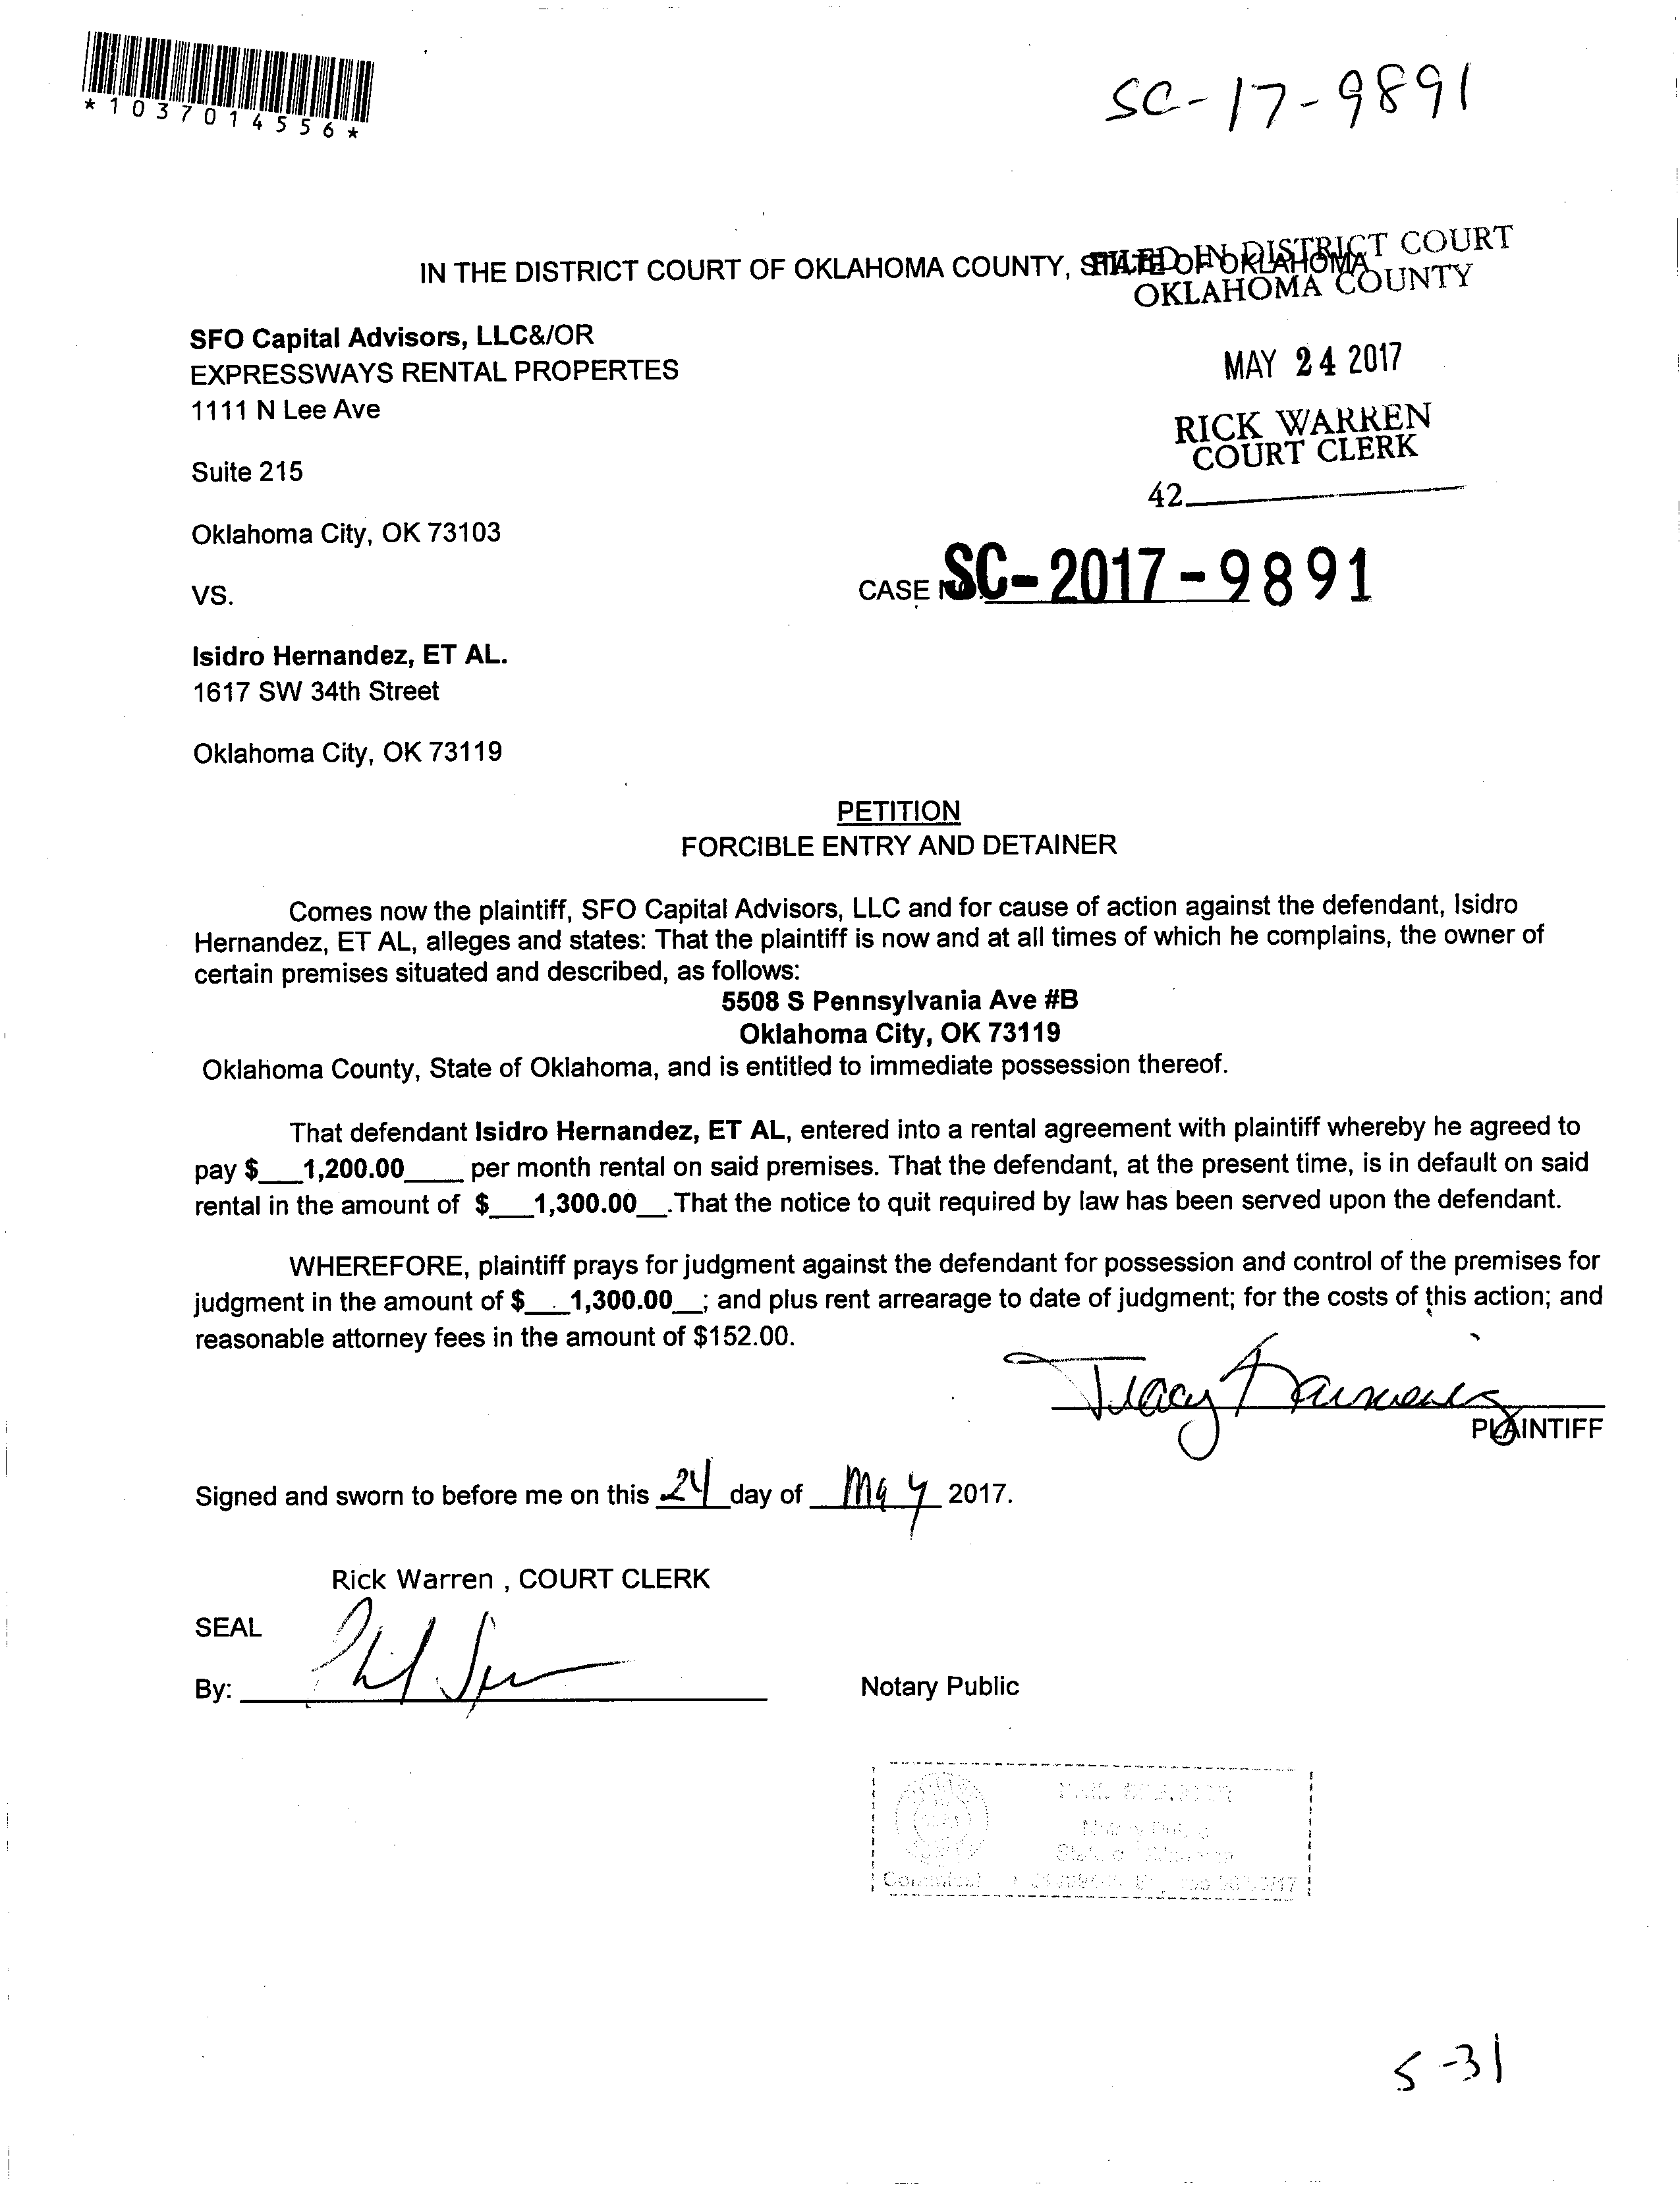 *1037014556*
SC-17-9891
IN THE DISTRICT COURT OF OKLAHOMA COUNTY, STATE OF OKLAHOMA
FILED IN DISTRICT COURT
OKLAHOMA COUNTY
SFO Capital Advisors, LLC&/OR
EXPRESSWAYS RENTAL PROPERTES
1111 N Lee Ave
MAY 24 2017
RICK WARREN
COURT CLERK
Suite 215
42
Oklahoma City, OK 73103
VS.
CASE NO. SC-2017-9891
Isidro Hernandez, ET AL.
1617 SW 34th Street
Oklahoma City, OK 73119
PETITION
FORCIBLE ENTRY AND DETAINER
Comes now the plaintiff, SFO Capital Advisors, LLC and for cause of action against the defendant, Isidro
Hernandez, ET AL, alleges and states: That the plaintiff is now and at all times of which he complains, the owner of
certain premises situated and described, as follows:
5508 S Pennsylvania Ave #B
Oklahoma City, OK 73119
Oklahoma County, State of Oklahoma, and is entitled to immediate possession thereof.
That defendant Isidro Hernandez, ET AL, entered into a rental agreement with plaintiff whereby he agreed to
pay $___1,200.00____ per month rental on said premises. That the defendant, at the present time, is in default on said
rental in the amount of $___1,300.00__.That the notice to quit required by law has been served upon the defendant.
WHEREFORE, plaintiff prays for judgment against the defendant for possession and control of the premises for
judgment in the amount of $___1,300.00__; and plus rent arrearage to date of judgment; for the costs of this action; and
reasonable attorney fees in the amount of $152.00.
Tracy
PLAINTIFF
Signed and sworn to before me on this 24 day of May 2017.
Rick Warren , COURT CLERK
SEAL
By:
Notary Public
Notary Public
5-31